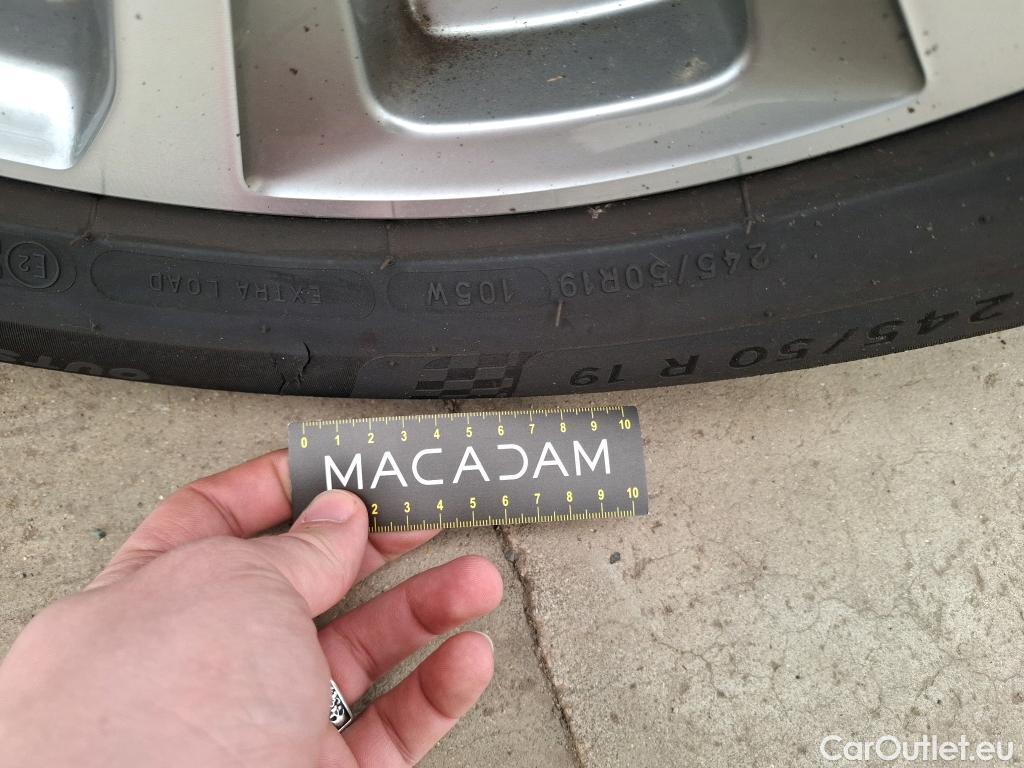 E2
EXTRA LOAD
105W
245/50R19
245/50 R 19
0 1 2 3 4 5 6 7 8 9 10
MACADAM
2 3 4 5 6 7 8 9 10
CarOutlet.eu